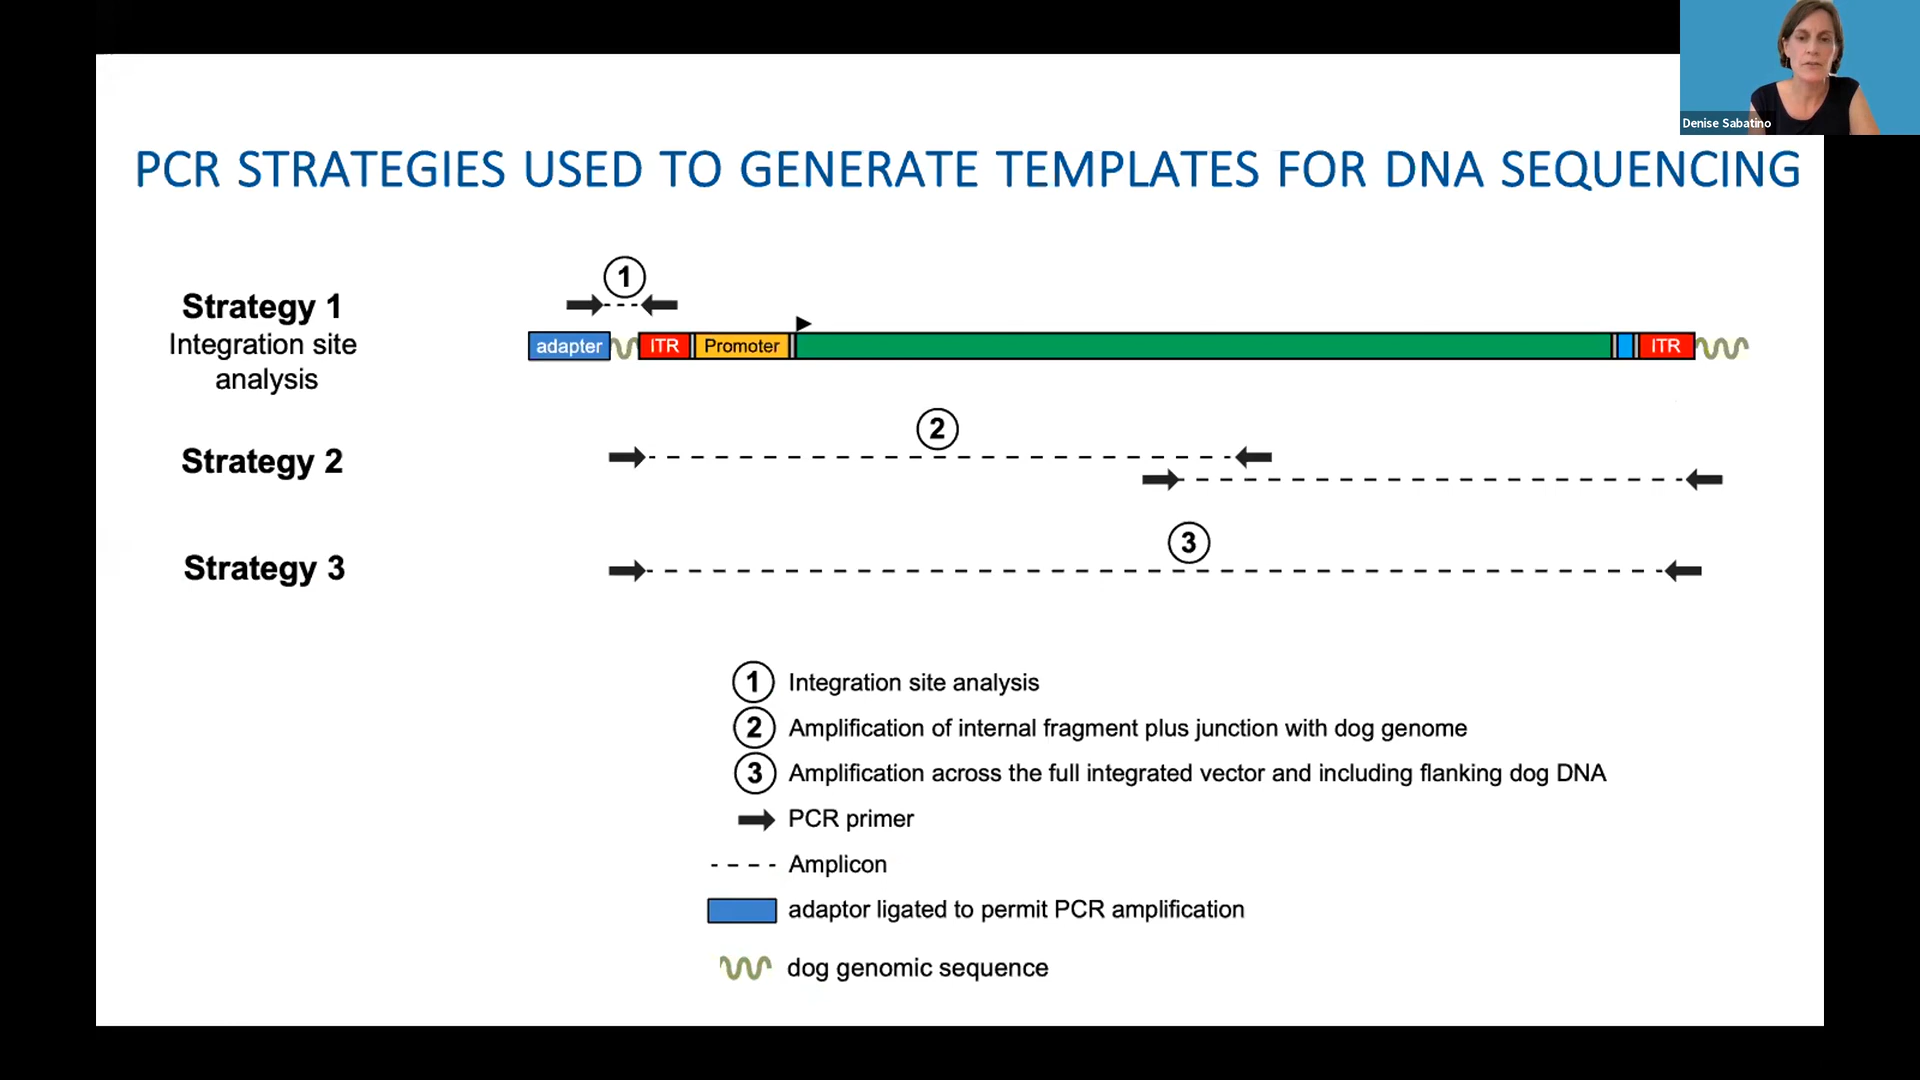 Denise Sabatino
PCR STRATEGIES USED TO GENERATE TEMPLATES FOR DNA SEQUENCING
1
Strategy 1
Integration site
analysis
adapter ITR Promoter ITR
2
Strategy 2
3
Strategy 3
1 Integration site analysis
2 Amplification of internal fragment plus junction with dog genome
3 Amplification across the full integrated vector and including flanking dog DNA
PCR primer
Amplicon
adaptor ligated to permit PCR amplification
dog genomic sequence